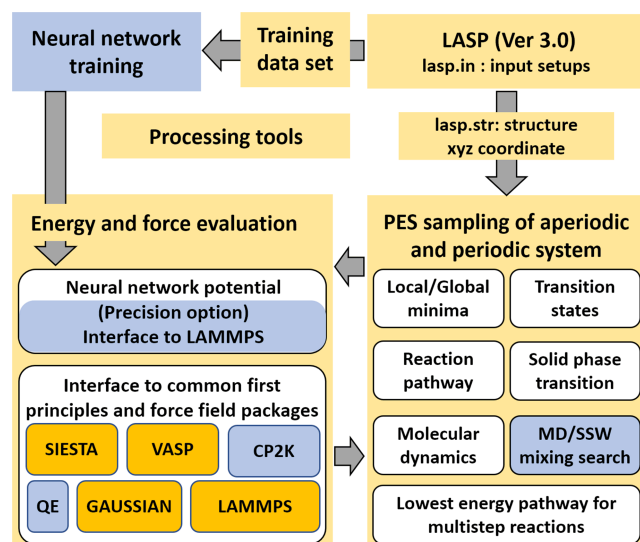 Neural network
training
Training
data set
LASP (Ver 3.0)
lasp.in : input setups
Processing tools
lasp.str: structure
xyz coordinate
Energy and force evaluation
Neural network potential
(Precision option)
Interface to LAMMPS
Interface to common first
principles and force field packages
SIESTA
VASP
CP2K
QE
GAUSSIAN
LAMMPS
PES sampling of aperiodic
and periodic system
Local/Global
minima
Transition
states
Reaction
pathway
Solid phase
transition
Molecular
dynamics
MD/SSW
mixing search
Lowest energy pathway for
multistep reactions